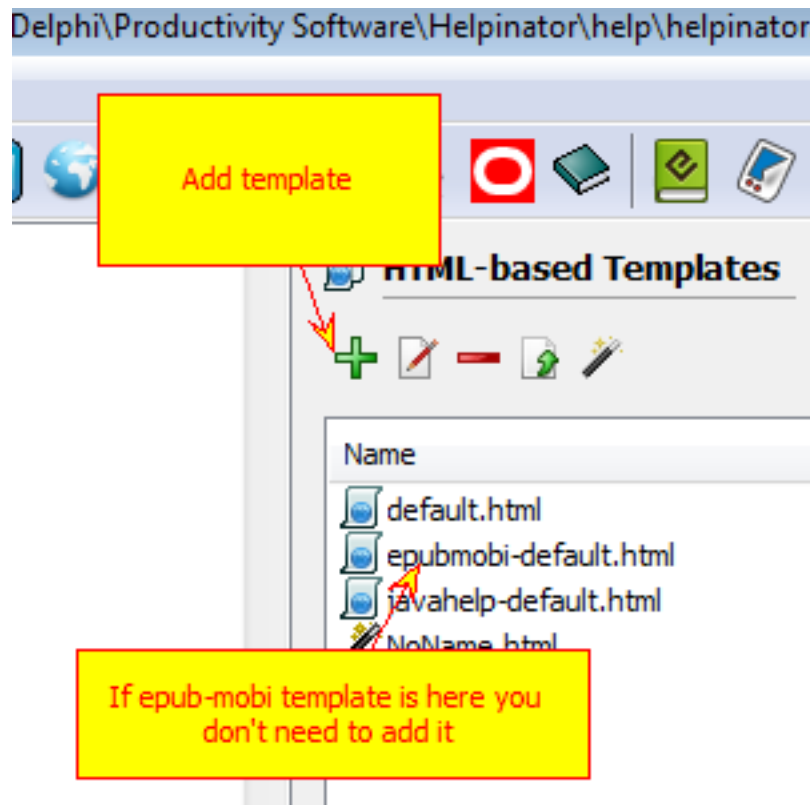 Delphi\Productivity Software\Helpinator\help\helpinator
Add template
HTML-based Templates
Name
default.html
epubmobi-default.html
javahelp-default.html
NoName.html
If epub-mobi template is here you
don't need to add it